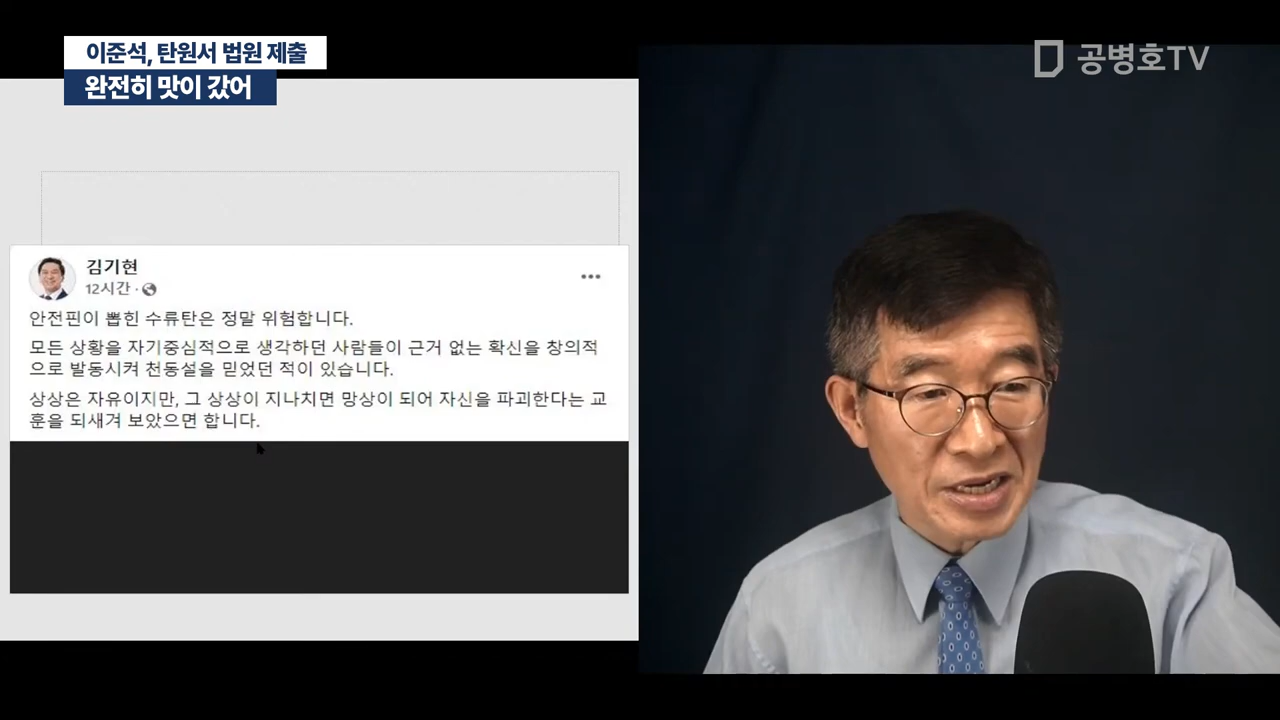 이준석, 탄원서 법원 제출
완전히 맛이 갔어
공병호TV
김기현
12시간 ·
안전핀이 뽑힌 수류탄은 정말 위험합니다.
모든 상황을 자기중심적으로 생각하던 사람들이 근거 없는 확신을 창의적
으로 발동시켜 천동설을 믿었던 적이 있습니다.
상상은 자유이지만, 그 상상이 지나치면 망상이 되어 자신을 파괴한다는 교
훈을 되새겨 보았으면 합니다.